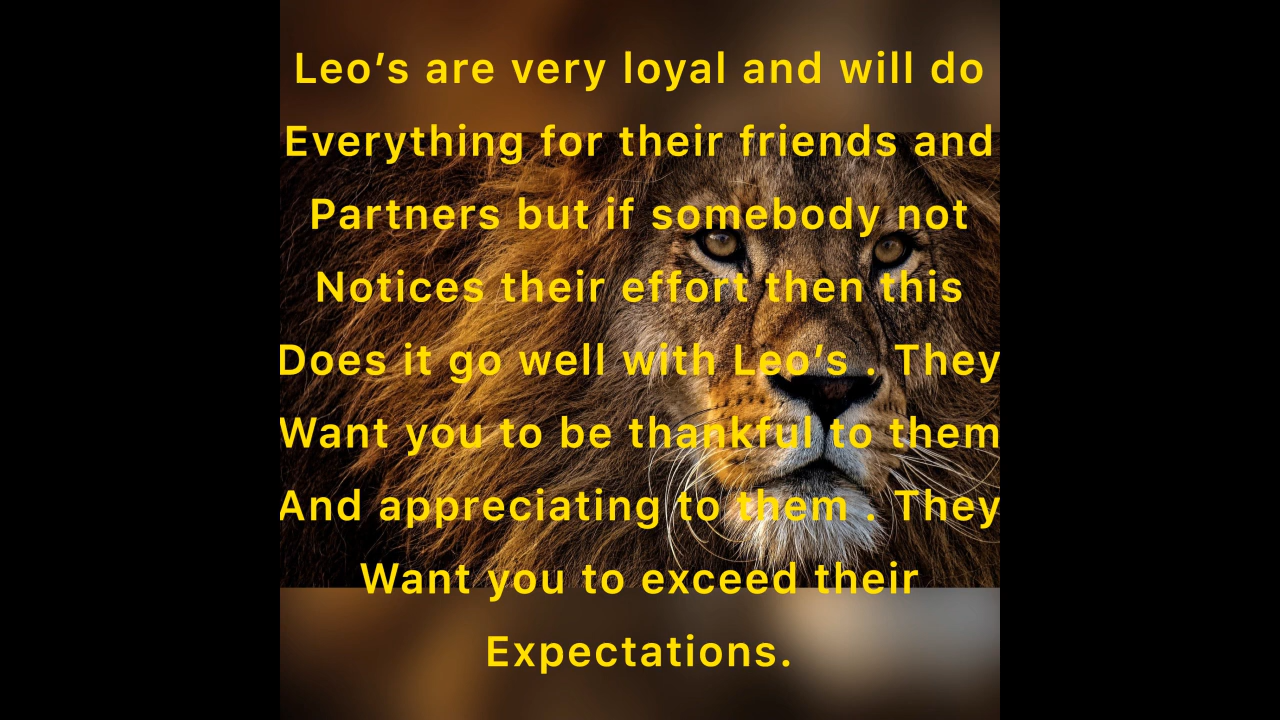 Leo’s are very loyal and will do
Everything for their friends and
Partners but if somebody not
Notices their effort then this
Does it go well with Leo’s . They
Want you to be thankful to them
And appreciating to them . They
Want you to exceed their
Expectations.